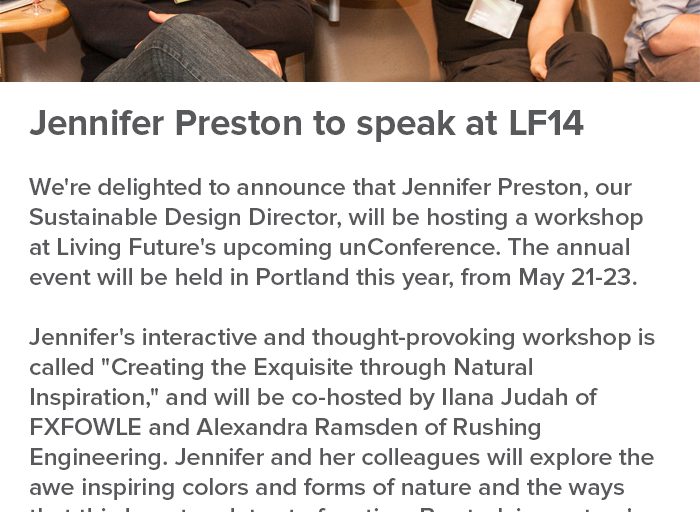 Jennifer Preston to speak at LF14
We're delighted to announce that Jennifer Preston, our
Sustainable Design Director, will be hosting a workshop
at Living Future's upcoming unConference. The annual
event will be held in Portland this year, from May 21-23.
Jennifer's interactive and thought-provoking workshop is
called "Creating the Exquisite through Natural
Inspiration," and will be co-hosted by Ilana Judah of
FXFOWLE and Alexandra Ramsden of Rushing
Engineering. Jennifer and her colleagues will explore the
awe inspiring colors and forms of nature and the ways